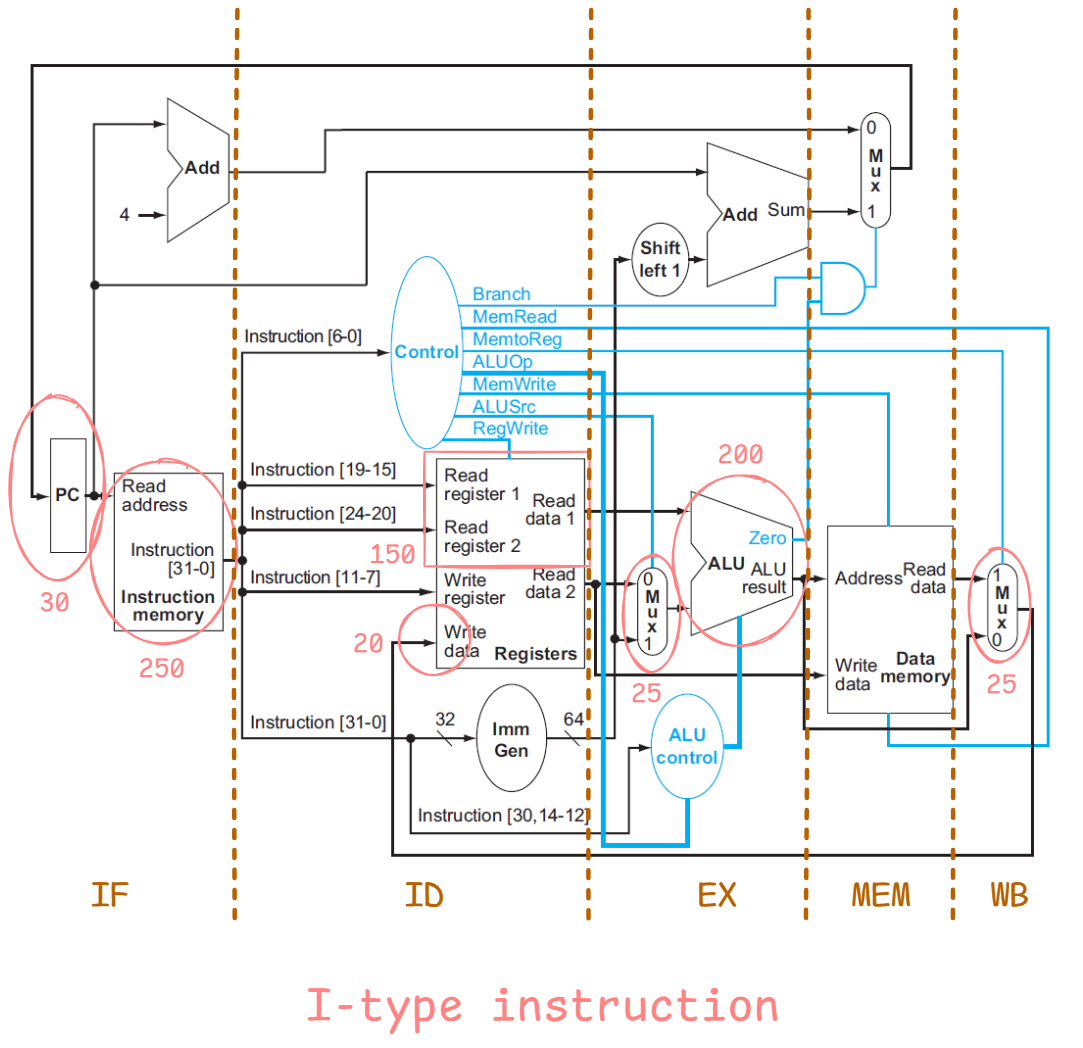 Add
4
0
M
u
x
1
Add Sum
Shift
left 1
Branch
MemRead
MemtoReg
ALUOp
MemWrite
ALUSrc
RegWrite
Control
Instruction [6-0]
PC
30
Read
address
Instruction
[31-0]
Instruction
memory
250
Instruction [19-15]
Instruction [24-20]
Instruction [11-7]
Read
register 1
Read
data 1
Read
register 2
150
Write
register
Read
data 2
20
Write
data
Registers
0
M
u
x
1
25
200
Zero
ALU
ALU
result
Address
Read
data
Write
data
Data
memory
1
M
u
x
0
25
Instruction [31-0]
32
Imm
Gen
64
ALU
control
Instruction [30,14-12]
IF
ID
EX
MEM
WB
I-type instruction